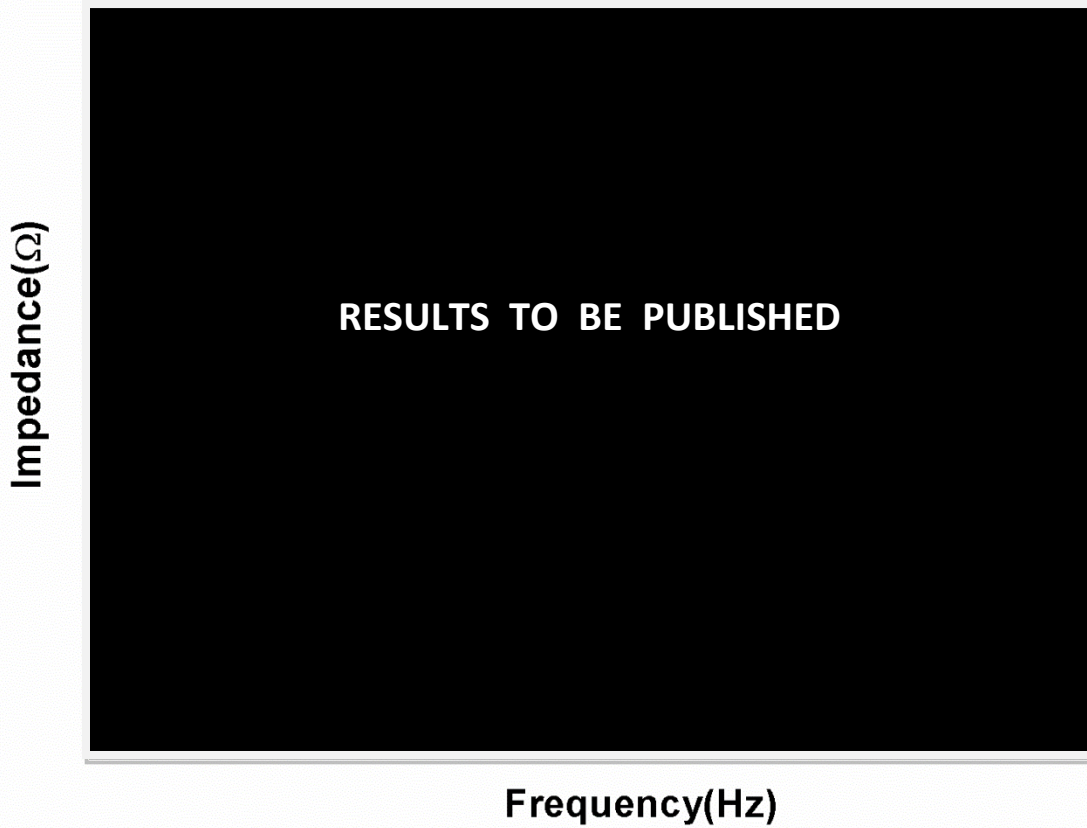 Impedance(Ω)
RESULTS TO BE PUBLISHED
Frequency(Hz)